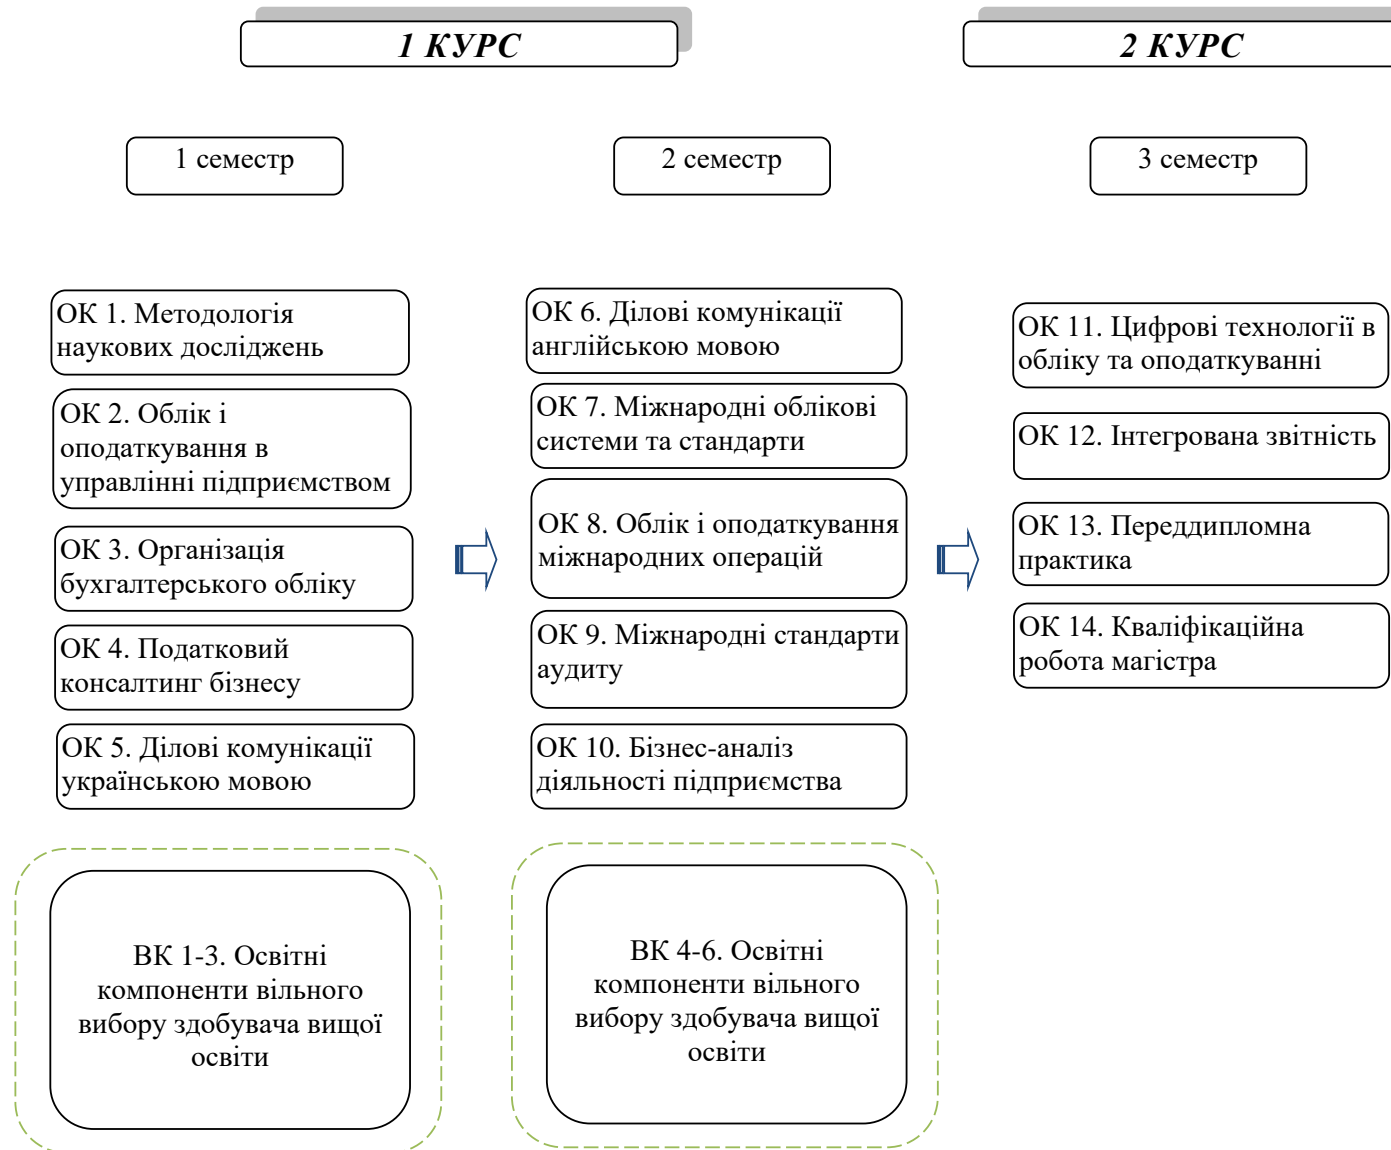 1 КУРС
2 КУРС
1 семестр
2 семестр
3 семестр
ОК 1. Методологія
наукових досліджень
ОК 2. Облік і
оподаткування в
управлінні підприємством
ОК 3. Організація
бухгалтерського обліку
ОК 4. Податковий
консалтинг бізнесу
ОК 5. Ділові комунікації
українською мовою
ВК 1-3. Освітні
компоненти вільного
вибору здобувача вищої
освіти
ОК 6. Ділові комунікації
англійською мовою
ОК 7. Міжнародні облікові
системи та стандарти
ОК 8. Облік і оподаткування
міжнародних операцій
ОК 9. Міжнародні стандарти
аудиту
ОК 10. Бізнес-аналіз
діяльності підприємства
ВК 4-6. Освітні
компоненти вільного
вибору здобувача вищої
освіти
ОК 11. Цифрові технології в
обліку та оподаткуванні
ОК 12. Інтегрована звітність
ОК 13. Переддипломна
практика
ОК 14. Кваліфікаційна
робота магістра